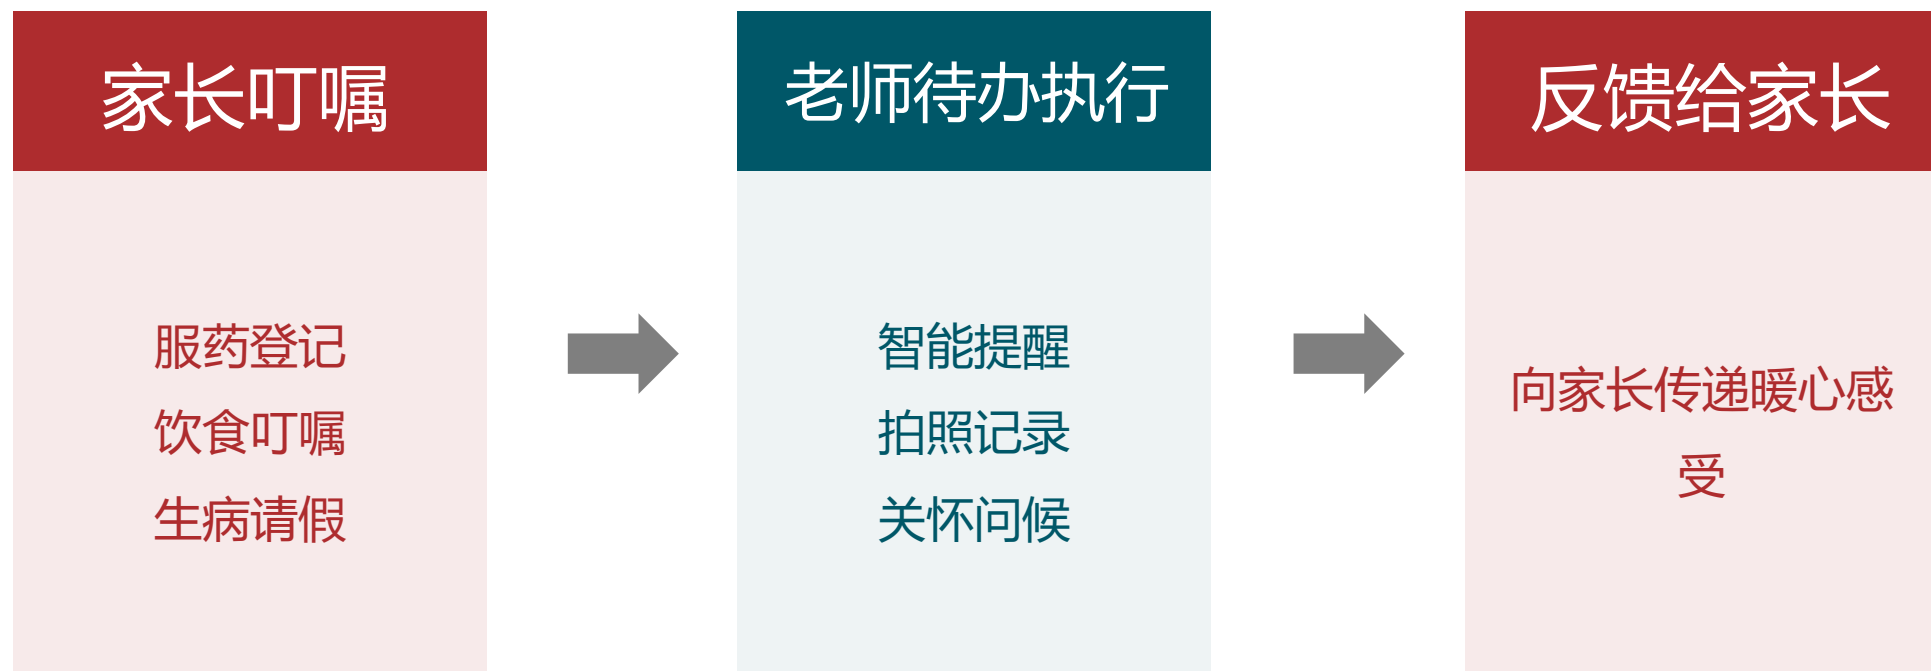 家长叮嘱
服药登记
饮食叮嘱
生病请假
老师待办执行
智能提醒
拍照记录
关怀问候
反馈给家长
向家长传递暖心感
受